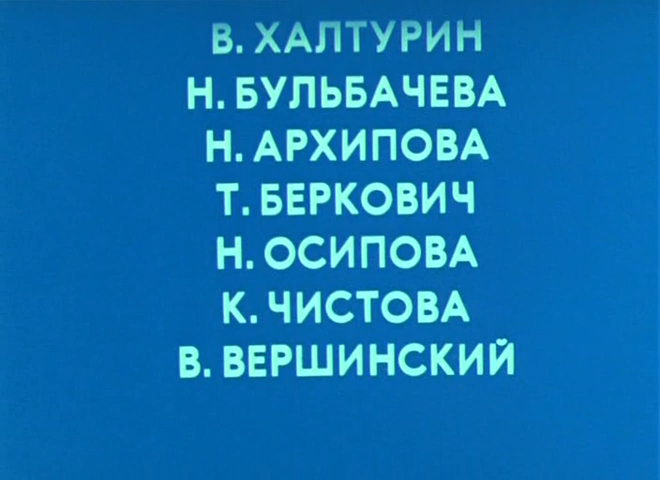 В. ХАЛТУРИН
Н. БУЛЬБАЧЕВА
Н. АРХИПОВА
Т. БЕРКОВИЧ
Н. ОСИПОВА
К. ЧИСТОВА
В. ВЕРШИНСКИЙ